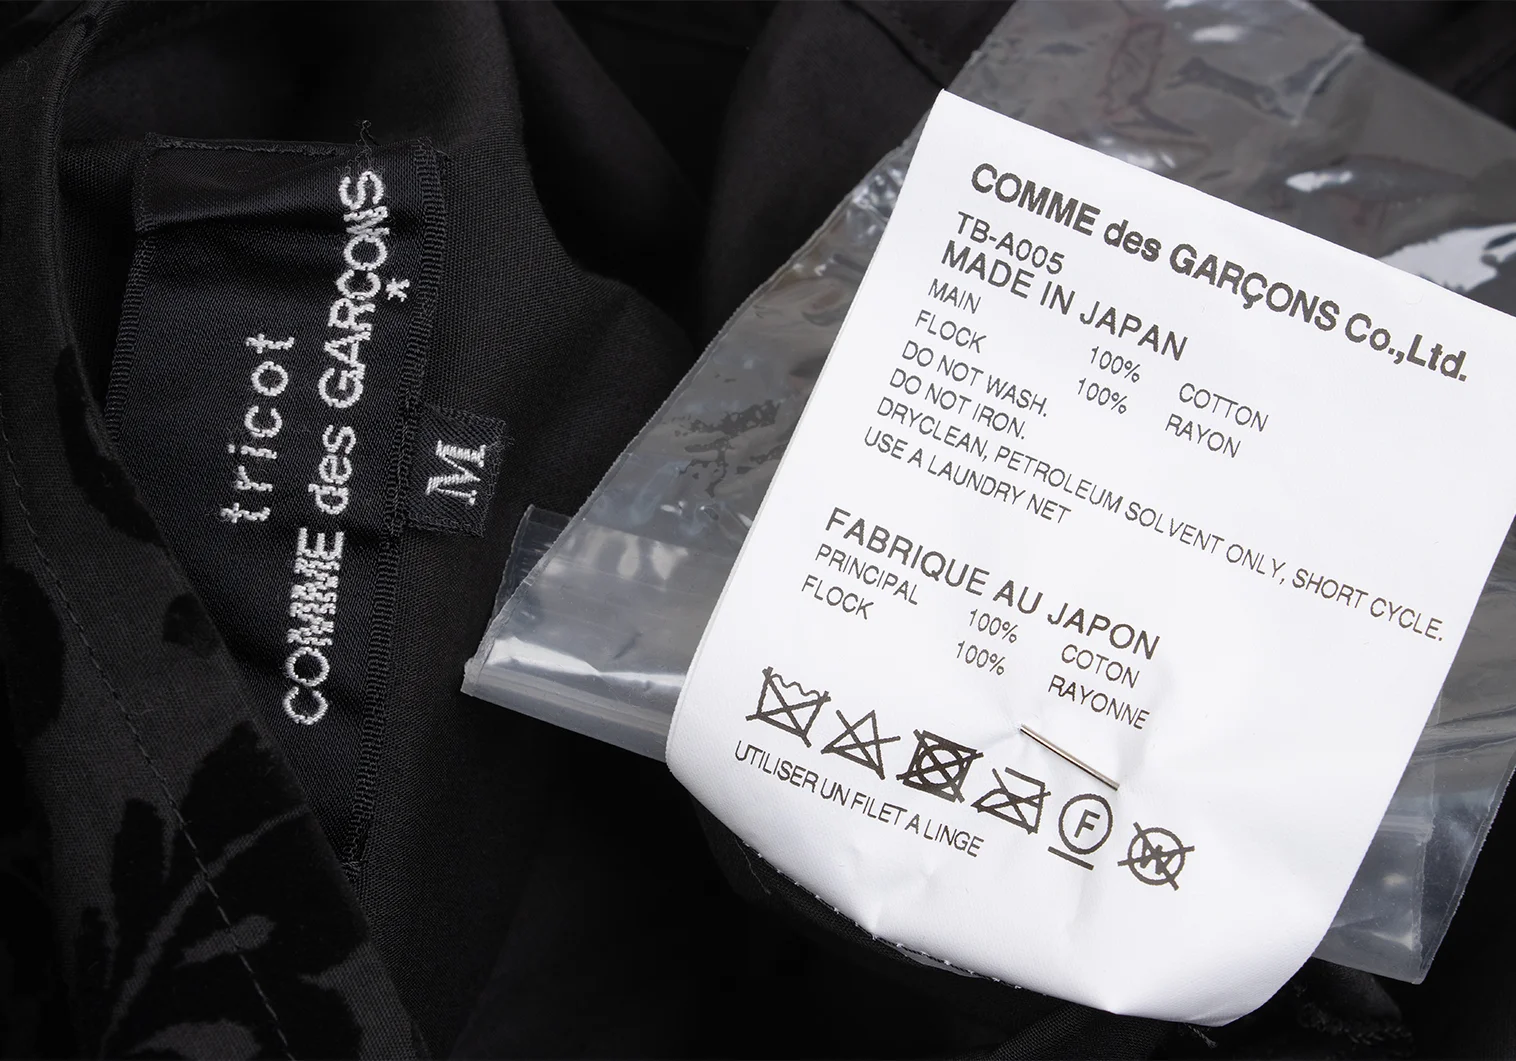 tricot
COMME des GARÇONS
*
M
COMME des GARÇONS Co.,Ltd.
TB-A005
MADE IN JAPAN
MAIN 100% COTTON
FLOCK 100% RAYON
DO NOT WASH.
DO NOT IRON.
DRYCLEAN, PETROLEUM SOLVENT ONLY, SHORT CYCLE.
USE A LAUNDRY NET
FABRIQUE AU JAPON
PRINCIPAL 100% COTON
FLOCK 100% RAYONNE
F W
UTILISER UN FILET A LINGE